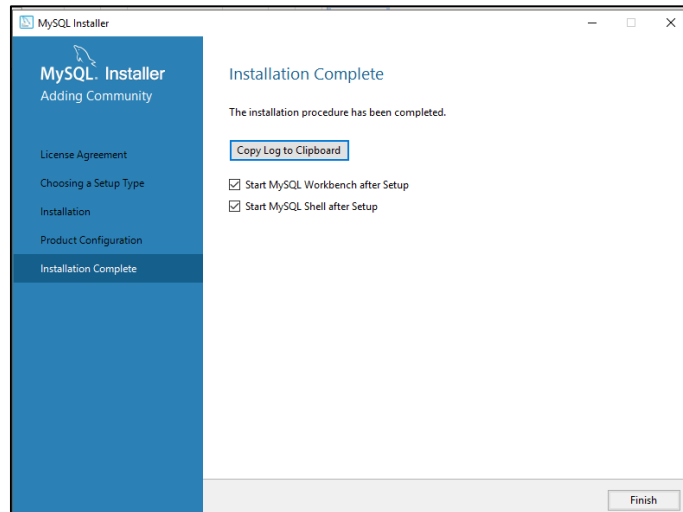 MySQL Installer
MySQL. Installer
Adding Community
License Agreement
Choosing a Setup Type
Installation
Product Configuration
Installation Complete
Installation Complete
The installation procedure has been completed.
Copy Log to Clipboard
Start MySQL Workbench after Setup
Start MySQL Shell after Setup
Finish